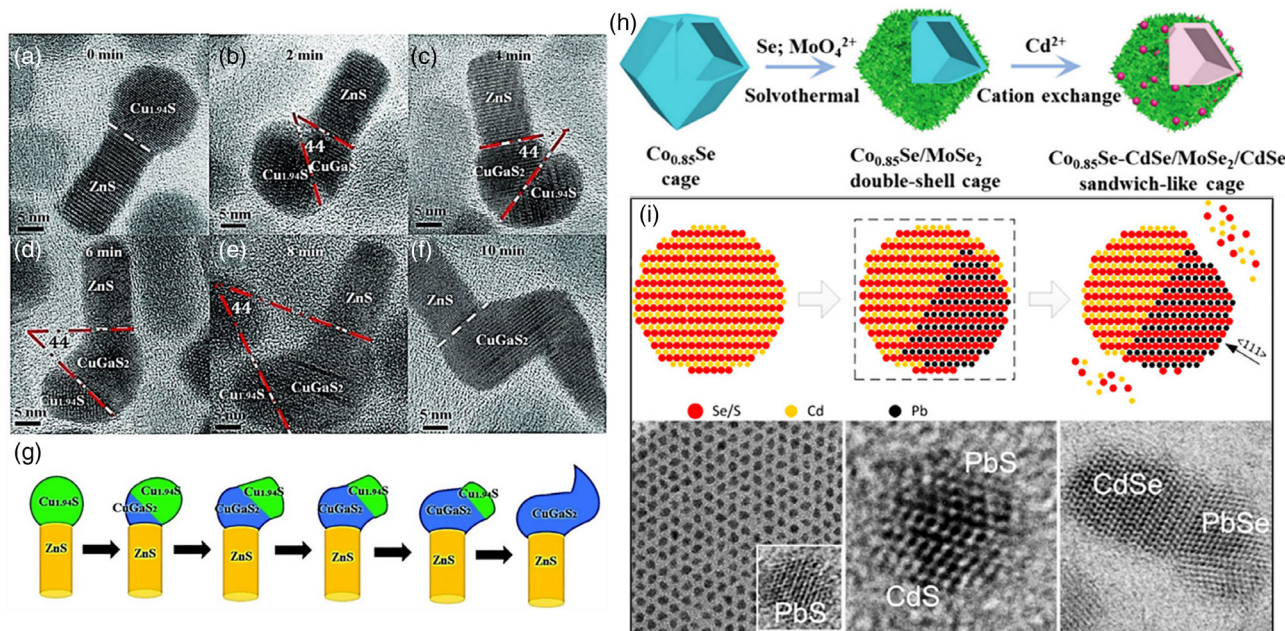 (a)
0 min
Cu1.94S
ZnS
5 nm
(b)
2 min
ZnS
44
CuGaS
Cu1.94S
5 nm
(c)
4 min
ZnS
44
CuGaS2
Cu1.94S
5 nm
(d)
6 min
ZnS
44
CuGaS2
Cu1.94S
5 nm
(e)
8 min
44
ZnS
Cu1.94S
CuGaS2
5 nm
(f)
10 min
ZnS
CuGaS2
5 nm
(g)
Cu1.94S
ZnS
Cu1.94S
CuGaS2
ZnS
Cu1.94S
CuGaS2
ZnS
Cu1.94S
CuGaS2
ZnS
Cu1.94S
CuGaS2
ZnS
CuGaS2
ZnS
(h)
Se; MoO₄²⁺
Solvothermal
Cd²⁺
Cation exchange
Co₀.₈₅Se
cage
Co₀.₈₅Se/MoSe₂
double-shell cage
Co₀.₈₅Se-CdSe/MoSe₂/CdSe
sandwich-like cage
(i)
<111>
Se/S
Cd
Pb
PbS
PbS
CdS
CdSe
PbSe